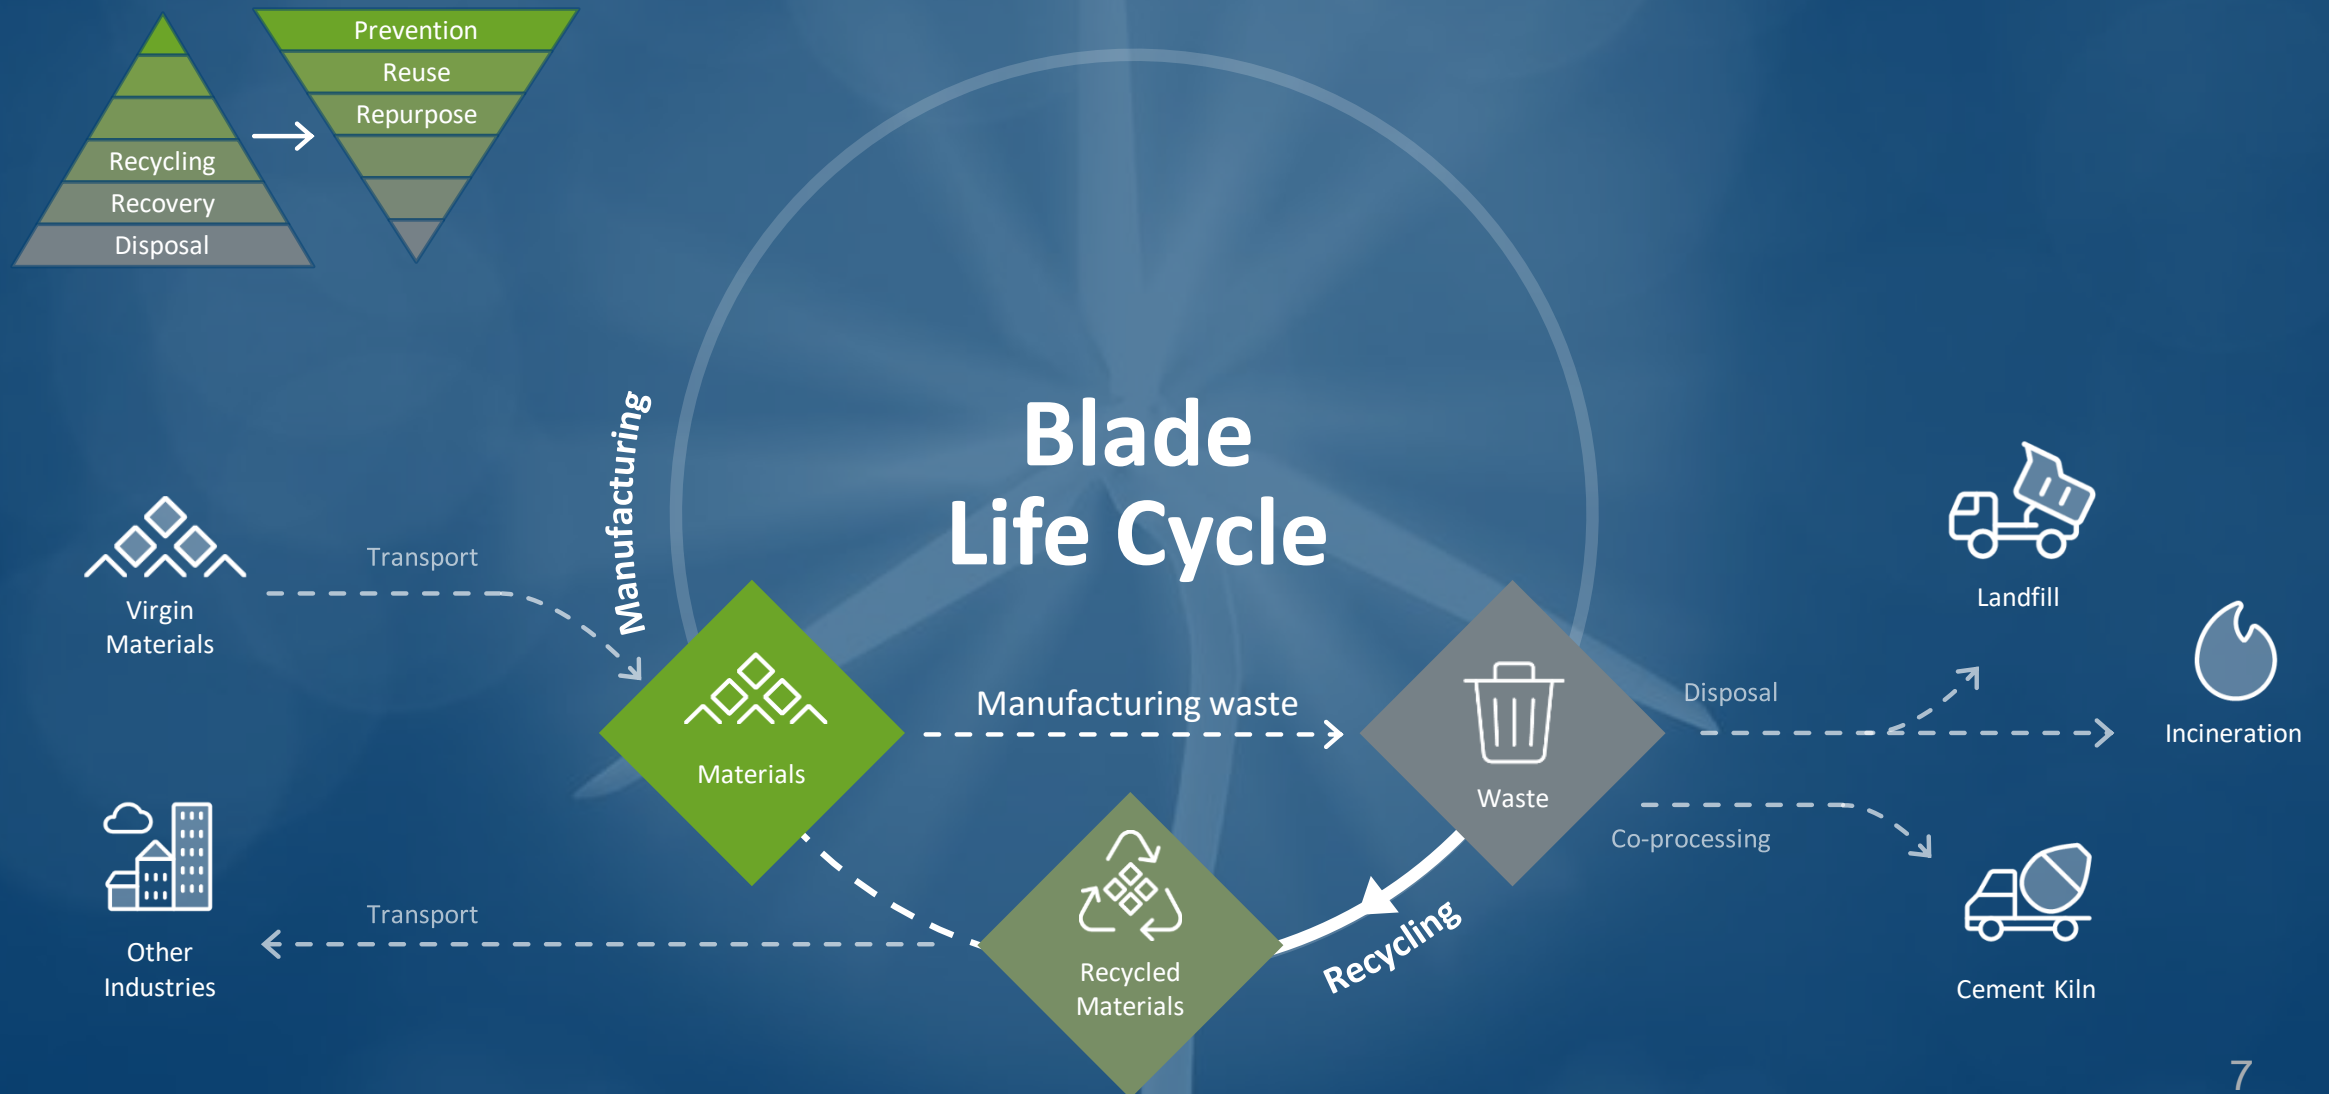 Prevention
Reuse
Repurpose
Recycling
Recovery
Disposal
Manufacturing
Blade
Life Cycle
Virgin
Materials
Transport
Materials
Manufacturing waste
Waste
Disposal
Landfill
Incineration
Co-processing
Cement Kiln
Recycling
Recycled
Materials
Transport
Other
Industries
7